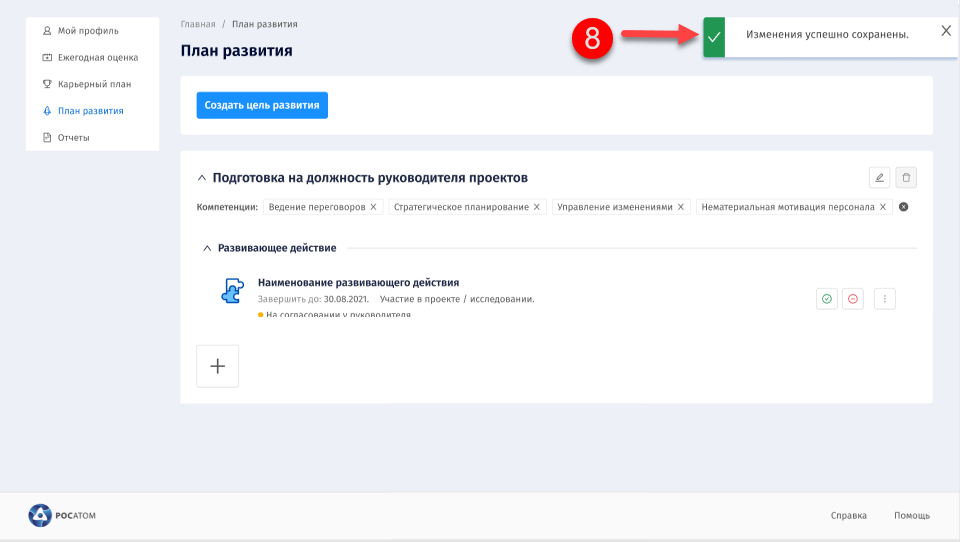 Мой профиль
Ежегодная оценка
Карьерный план
План развития
Отчеты
Главная / План развития
План развития
8
Изменения успешно сохранены.
Создать цель развития
Подготовка на должность руководителя проектов
Компетенции: Ведение переговоров X Стратегическое планирование X Управление изменениями X Нематериальная мотивация персонала X
Развивающее действие
Наименование развивающего действия
Завершить до: 30.08.2021. Участие в проекте / исследовании.
На согласовании у руководителя
РОСАТОМ
Справка Помощь